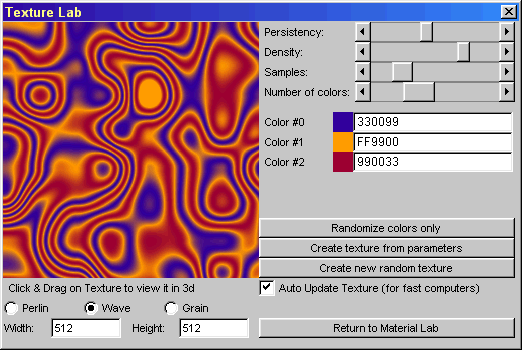 Texture Lab
Persistency:
Density:
Samples:
Number of colors:
Color #0 330099
Color #1 FF9900
Color #2 990033
Randomize colors only
Create texture from parameters
Create new random texture
Click & Drag on Texture to view it in 3d
Auto Update Texture (for fast computers)
Perlin Wave Grain
Width: 512 Height: 512
Return to Material Lab